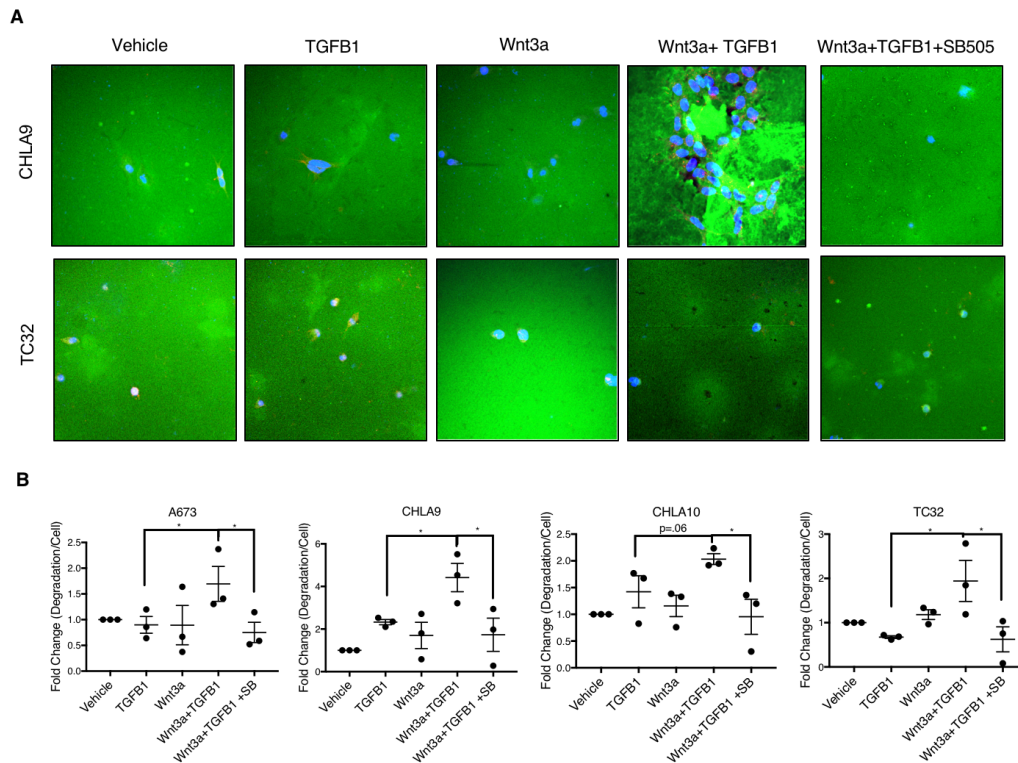 A
Vehicle
TGFB1
Wnt3a
Wnt3a+ TGFB1
Wnt3a+TGFB1+SB505
CHLA9
TC32
B
A673
Fold Change (Degradation/Cell)
2.5
2.0
1.5
1.0
0.5
0.0
*
*
Vehicle
TGFB1
Wnt3a
Wnt3a+TGFB1
Wnt3a+TGFB1 +SB
CHLA9
Fold Change (Degradation/Cell)
6
4
2
0
*
*
Vehicle
TGFB1
Wnt3a
Wnt3a+TGFB1
Wnt3a+TGFB1 +SB
CHLA10
Fold Change (Degradation/Cell)
2.5
2.0
1.5
1.0
0.5
0.0
p=.06
*
Vehicle
TGFB1
Wnt3a
Wnt3a+TGFB1
Wnt3a+TGFB1 +SB
TC32
Fold Change (Degradation/Cell)
3
2
1
0
*
*
Vehicle
TGFB1
Wnt3a
Wnt3a+TGFB1
Wnt3a+TGFB1 +SB